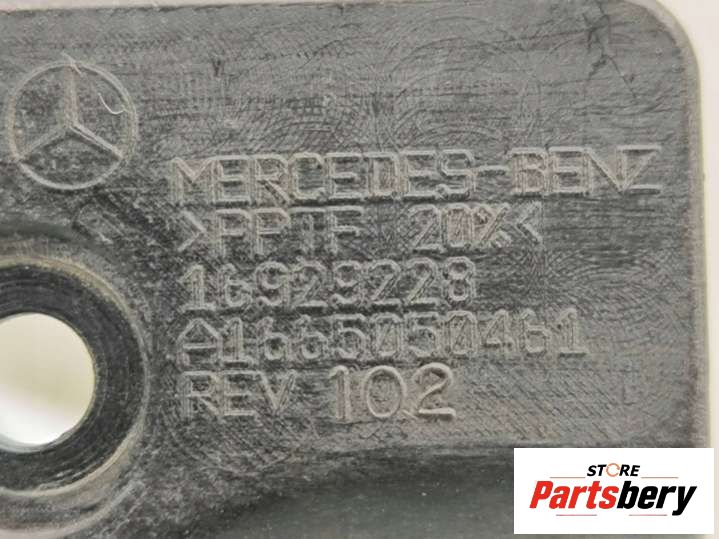 MERCEDES-BENZ
>PPTF 20%<
16929228
A1665050461
REV 102
STORE
Partsbery